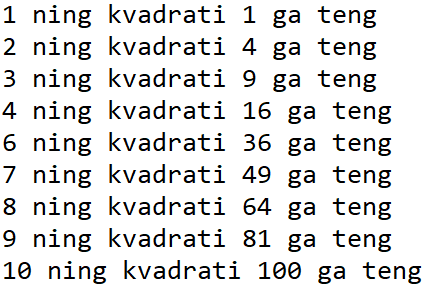 1 ning kvadrati 1 ga teng
2 ning kvadrati 4 ga teng
3 ning kvadrati 9 ga teng
4 ning kvadrati 16 ga teng
6 ning kvadrati 36 ga teng
7 ning kvadrati 49 ga teng
8 ning kvadrati 64 ga teng
9 ning kvadrati 81 ga teng
10 ning kvadrati 100 ga teng